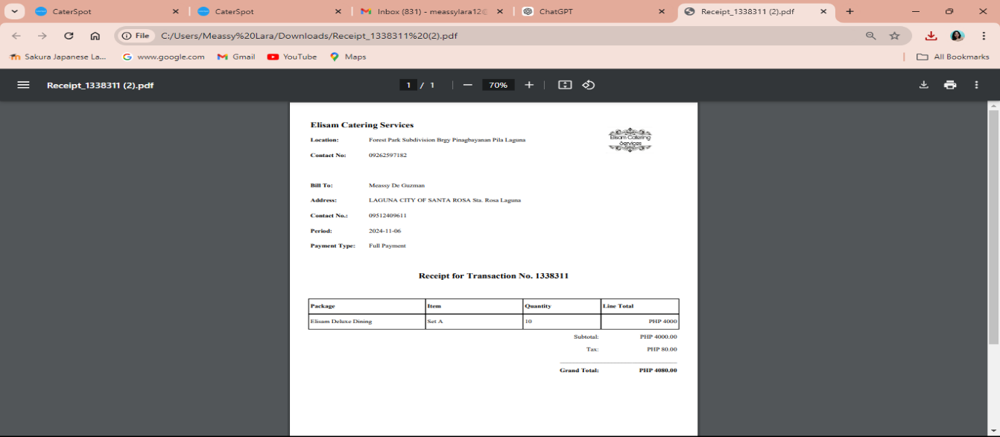 CaterSpot
CaterSpot
Inbox (831) - meassylara12@
ChatGPT
Receipt_1338311 (2).pdf
File C:/Users/Meassy%20Lara/Downloads/Receipt_1338311%20(2).pdf
Sakura Japanese La... www.google.com Gmail YouTube Maps All Bookmarks
Receipt_1338311 (2).pdf 1 / 1 70%
Elisam Catering Services
Elisam Catering
Services
Location: Forest Park Subdivision Brgy Pinagbayanan Pila Laguna
Contact No: 09262597182
Bill To: Meassy De Guzman
Address: LAGUNA CITY OF SANTA ROSA Sta. Rosa Laguna
Contact No.: 09512409611
Period: 2024-11-06
Payment Type: Full Payment
Receipt for Transaction No. 1338311
Package Item Quantity Line Total
Elisam Deluxe Dining Set A 10 PHP 4000
Subtotal: PHP 4000.00
Tax: PHP 80.00
Grand Total: PHP 4080.00